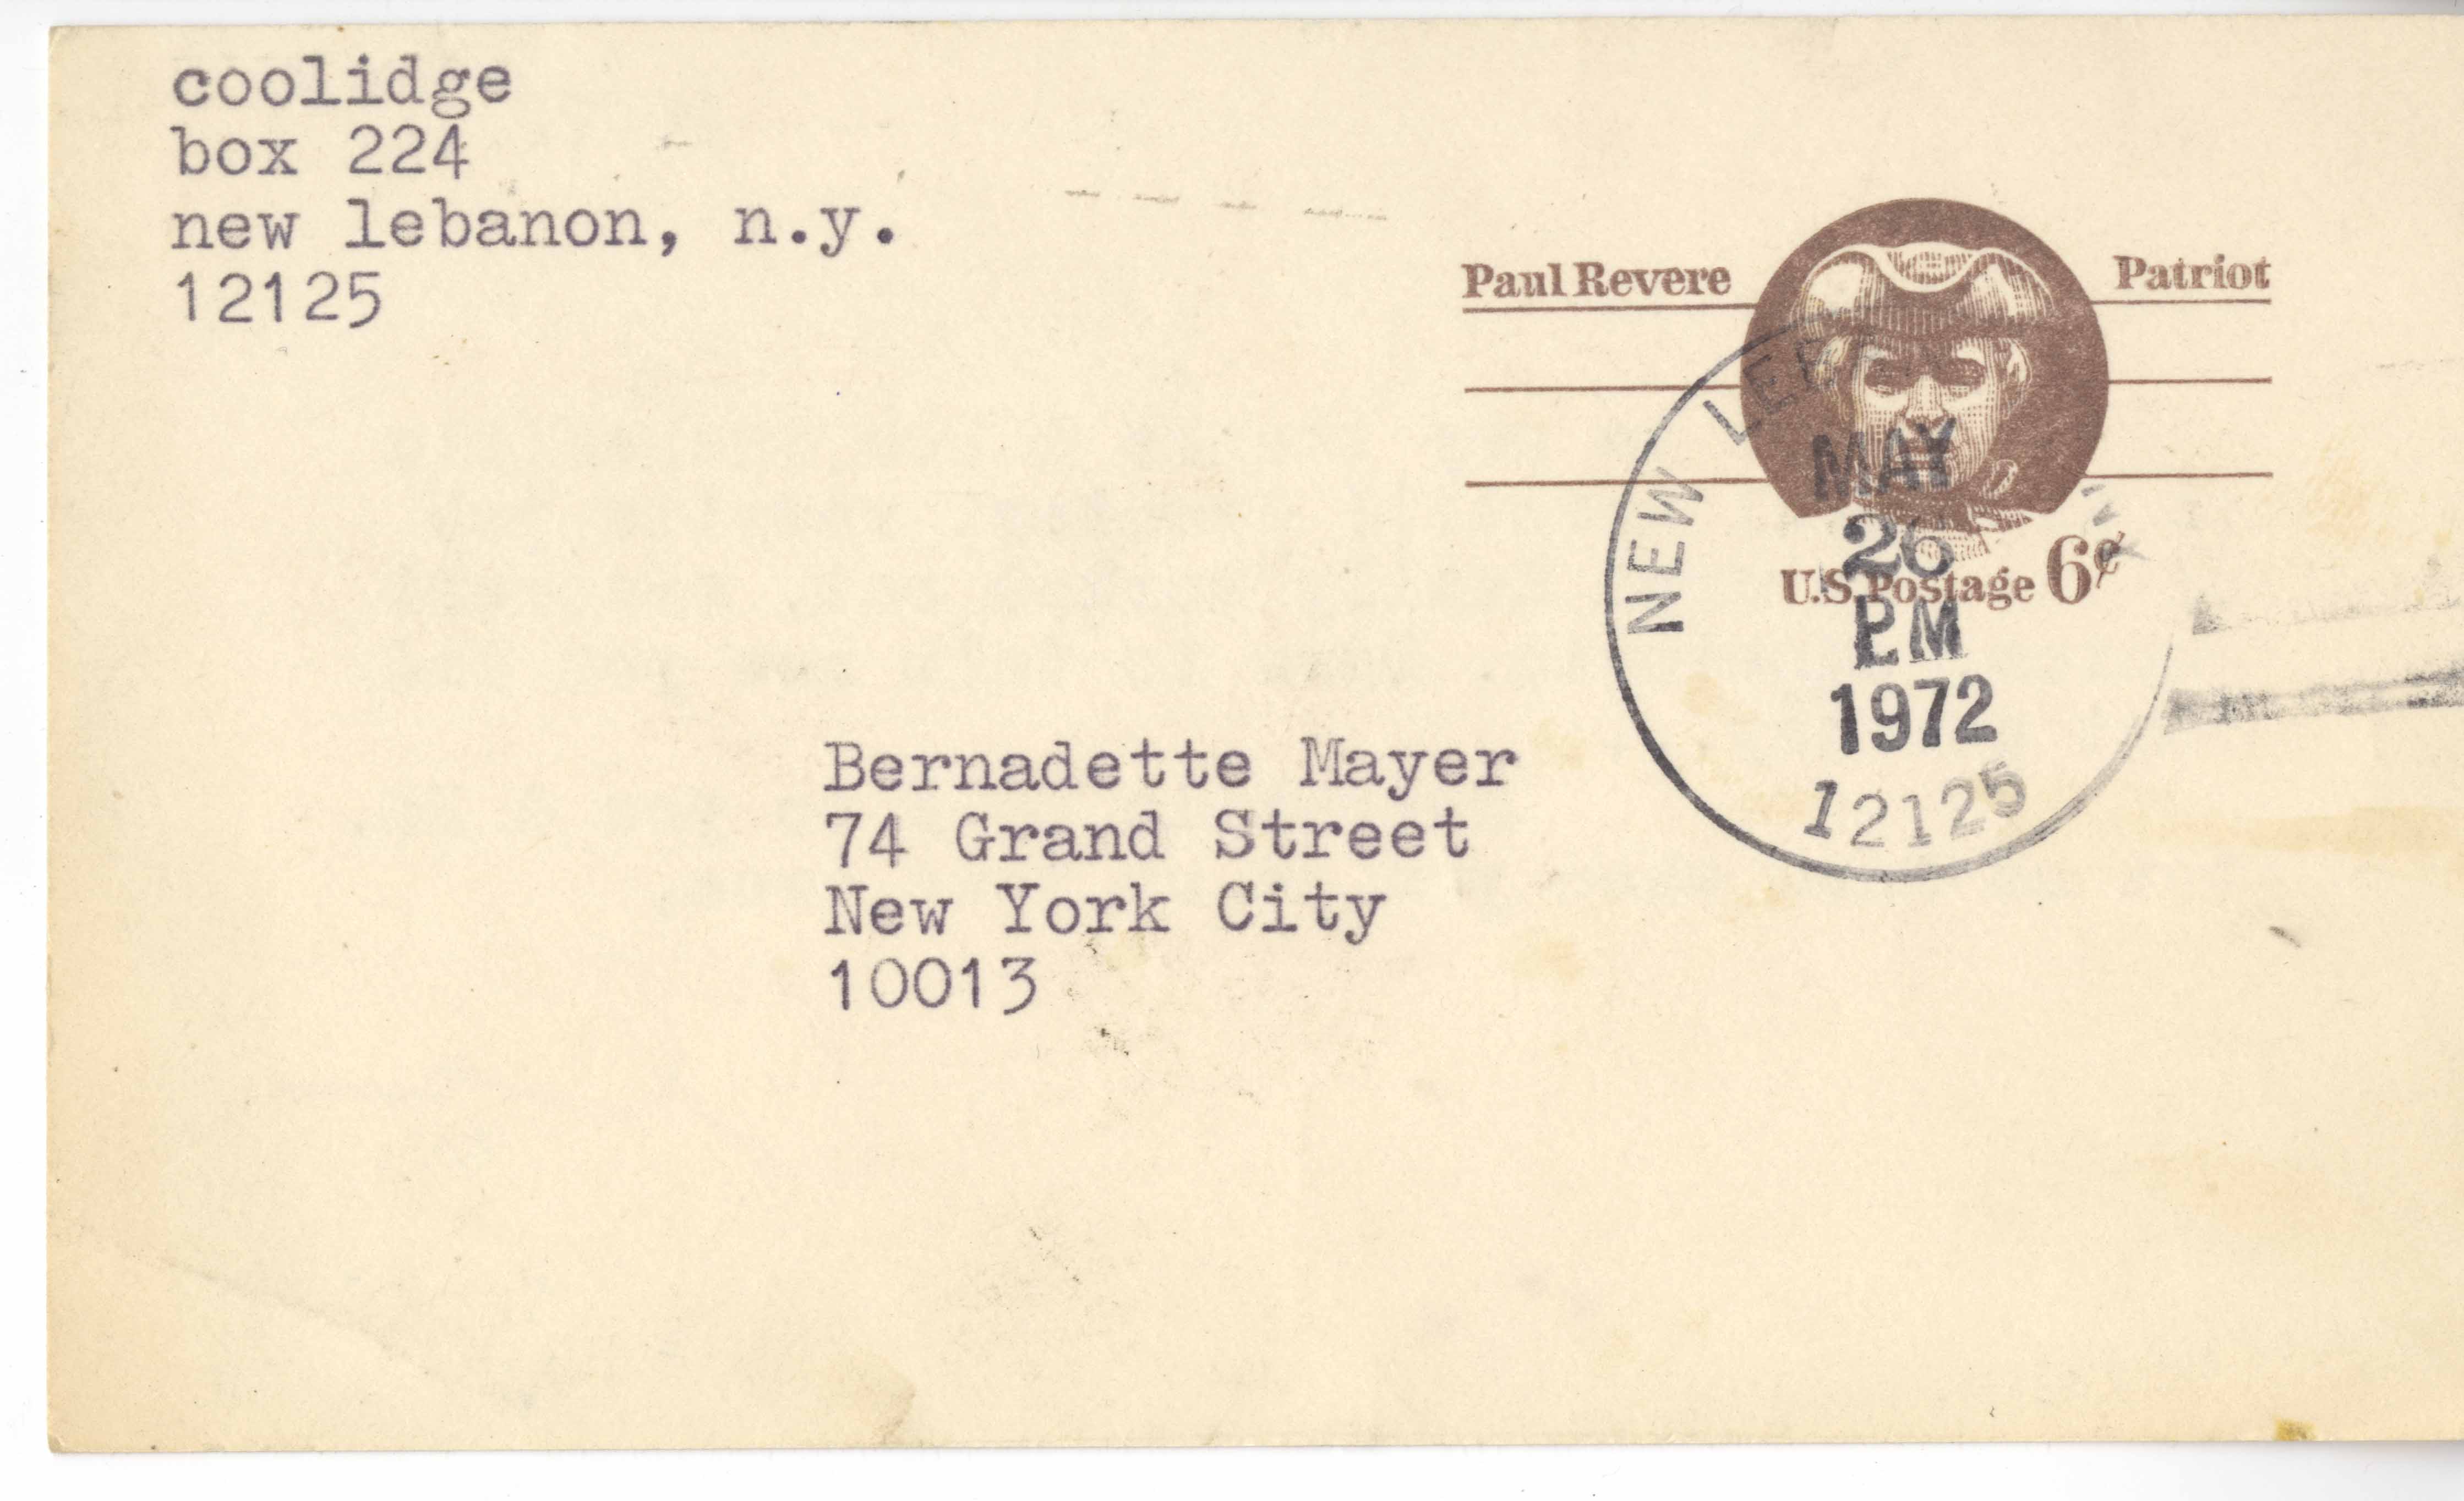 coolidge
box 224
new lebanon, n.y.
12125
Paul Revere
Patriot
U.S. Postage 6¢
NEW
MAY
26
PM
1972
12125
Bernadette Mayer
74 Grand Street
New York City
10013